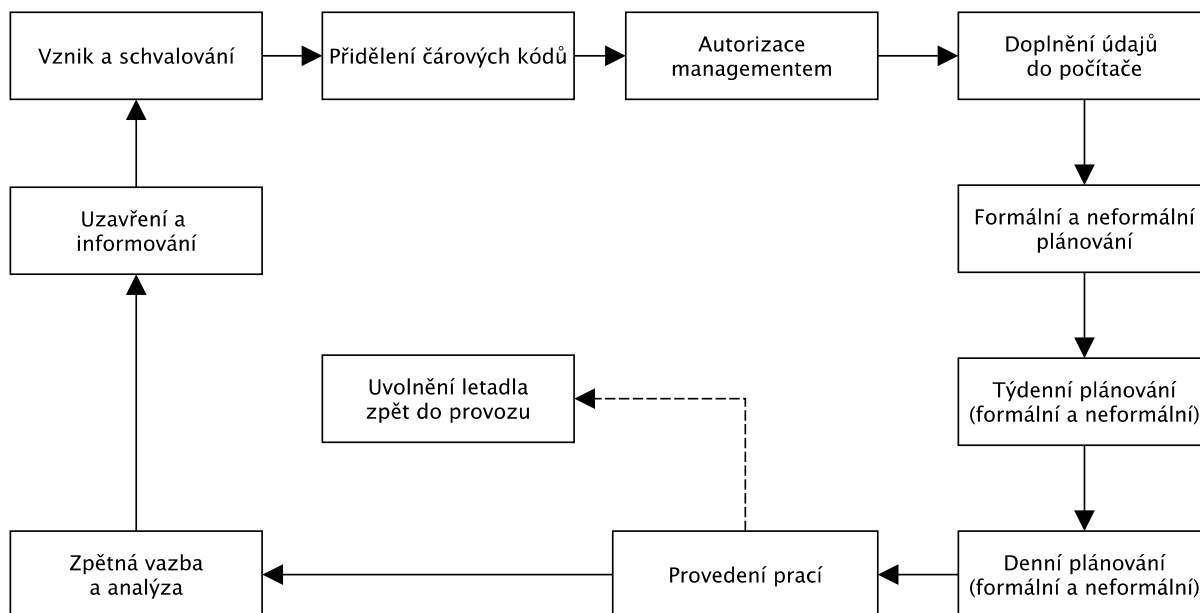 Vznik a schvalování
Přidělení čárových kódů
Autorizace
managementem
Doplnění údajů
do počítače
Uzavření a
informování
Formální a neformální
plánování
Uvolnění letadla
zpět do provozu
Týdenní plánování
(formální a neformální)
Zpětná vazba
a analýza
Provedení prací
Denní plánování
(formální a neformální)